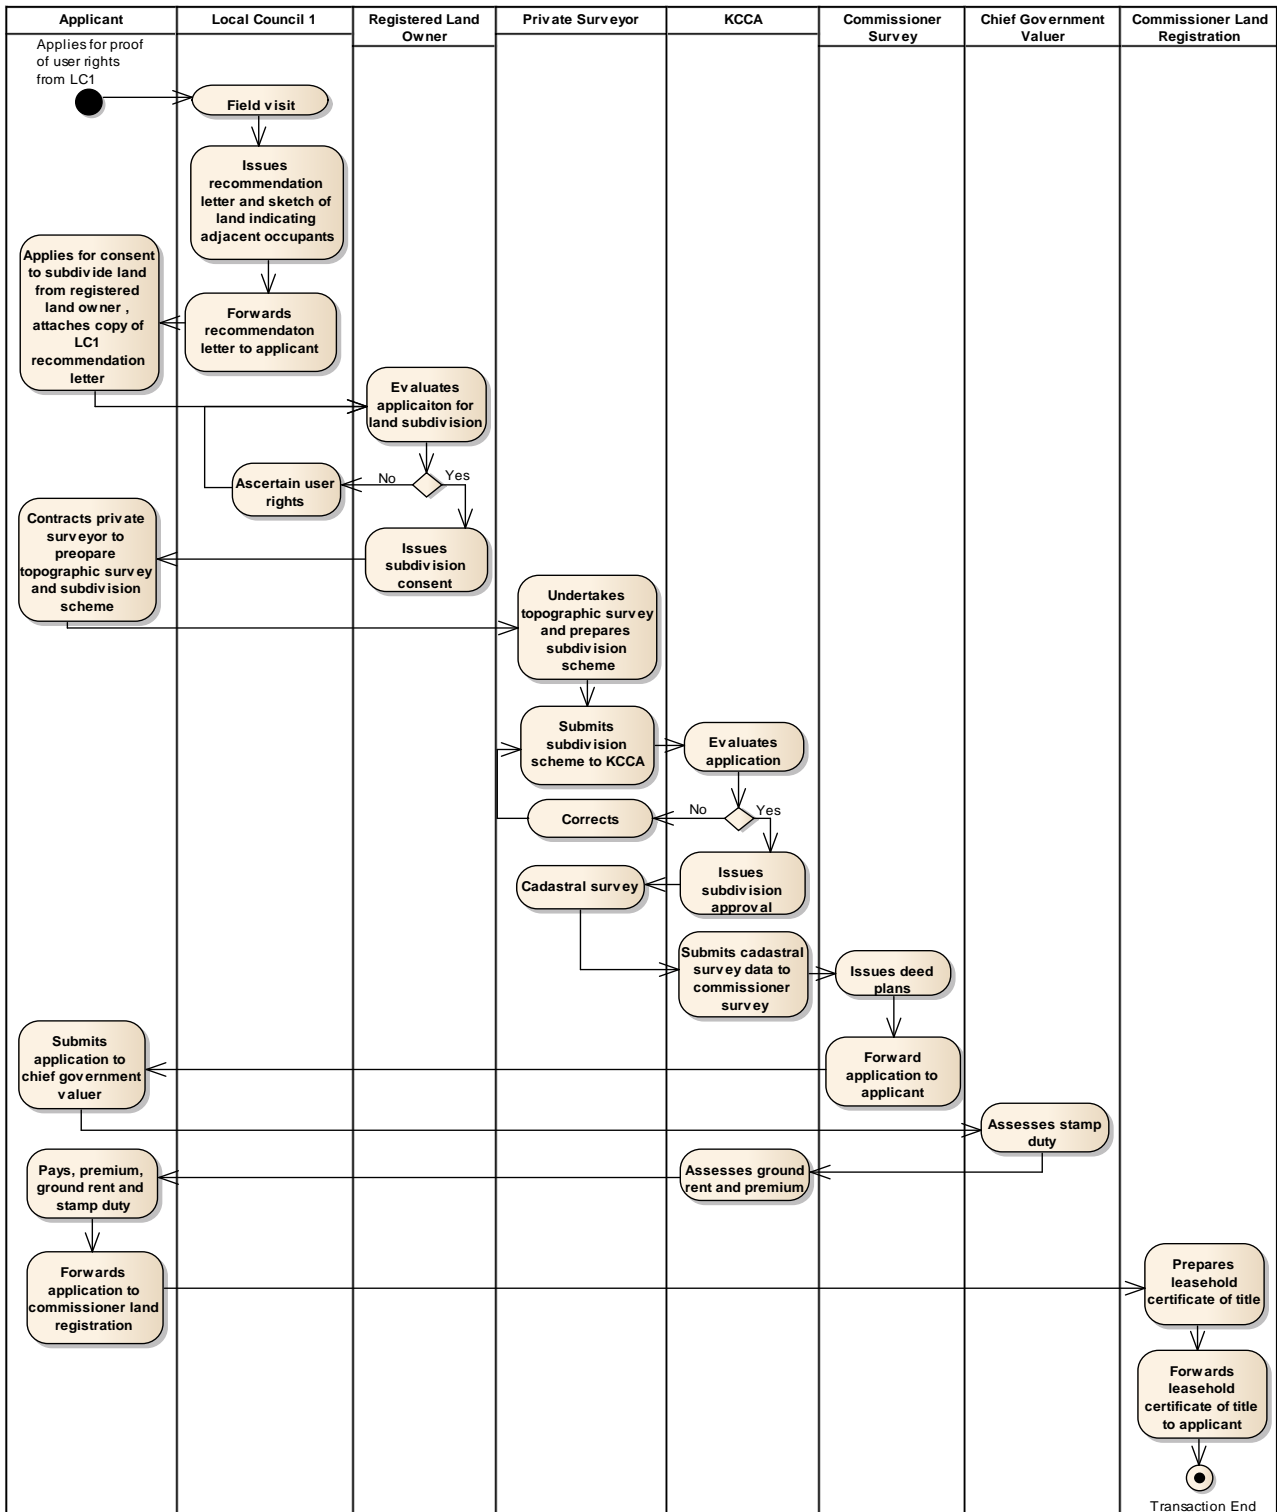 Applicant
Local Council 1
Registered Land
Owner
Private Surveyor
KCCA
Commissioner
Survey
Chief Government
Valuer
Commissioner Land
Registration
Applies for proof
of user rights
from LC1
Field visit
Issues
recommendation
letter and sketch of
land indicating
adjacent occupants
Forwards
recommendaton
letter to applicant
Applies for consent
to subdivide land
from registered
land owner ,
attaches copy of
LC1
recommendation
letter
Evaluates
applicaiton for
land subdivision
No
Yes
Ascertain user
rights
Issues
subdivision
consent
Contracts private
surveyor to
preopare
topographic survey
and subdivision
scheme
Undertakes
topographic survey
and prepares
subdivision
scheme
Submits
subdivision
scheme to KCCA
Evaluates
application
No
Yes
Corrects
Issues
subdivision
approval
Cadastral survey
Submits cadastral
survey data to
commissioner
survey
Issues deed
plans
Forward
application to
applicant
Submits
application to
chief government
valuer
Assesses stamp
duty
Assesses ground
rent and premium
Pays, premium,
ground rent and
stamp duty
Forwards
application to
commissioner land
registration
Prepares
leasehold
certificate of title
Forwards
leasehold
certificate of title
to applicant
Transaction End